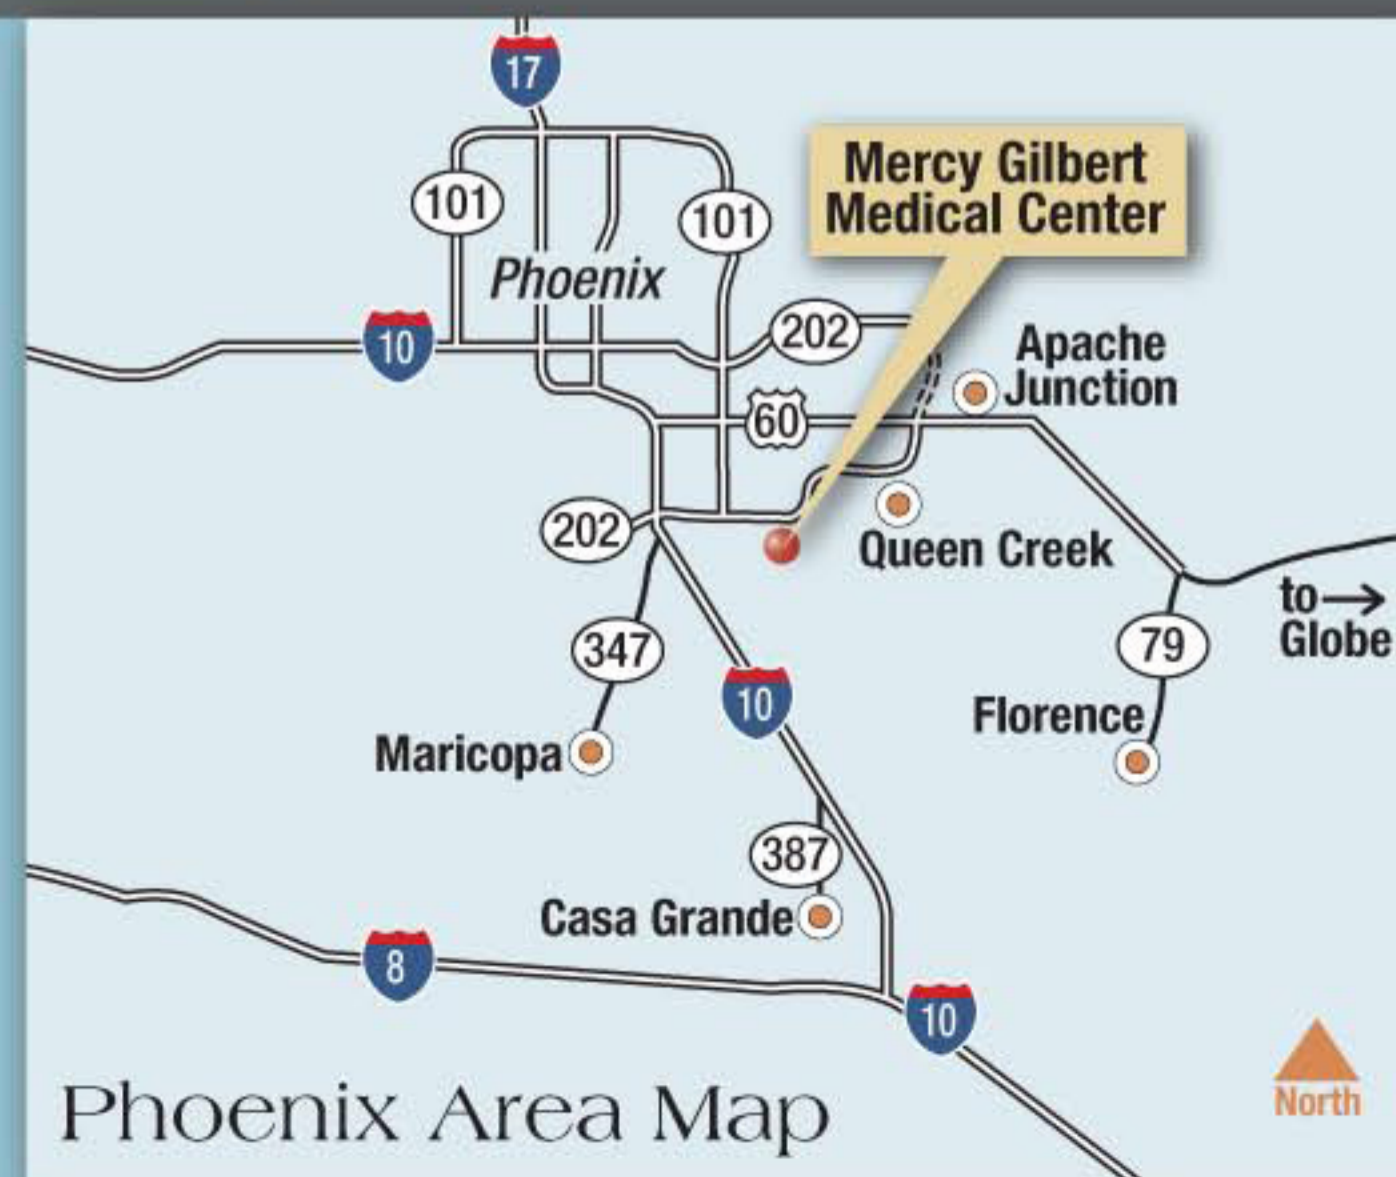 17
Mercy Gilbert
Medical Center
101
101
Phoenix
202
10
Apache
Junction
60
202
Queen Creek
to→
Globe
347
79
10
Florence
Maricopa
387
Casa Grande
8
10
Phoenix Area Map
North